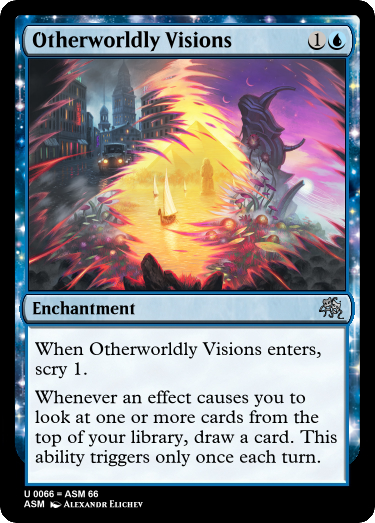 Otherworldly Visions 1
Enchantment
When Otherworldly Visions enters,
scry 1.
Whenever an effect causes you to
look at one or more cards from the
top of your library, draw a card. This
ability triggers only once each turn.
U 0066 = ASM 66
ASM Alexandr Elichev